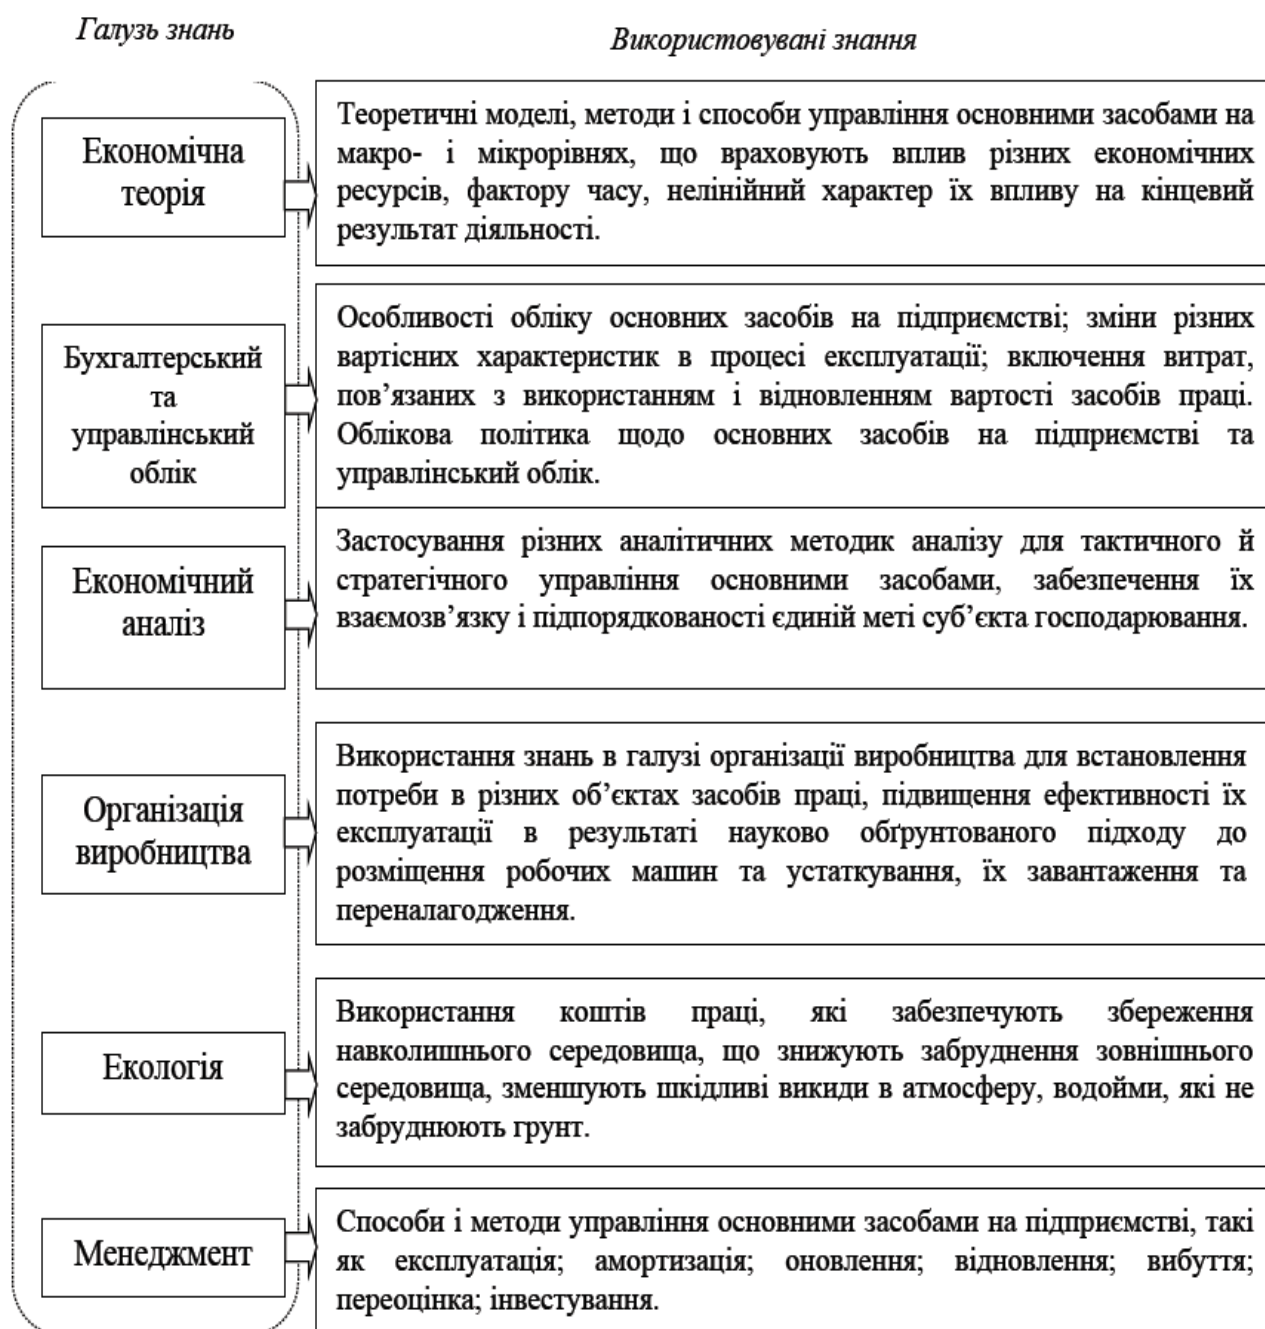 Галузь знань
Використовувані знання
Економічна
теорія
Теоретичні моделі, методи і способи управління основними засобами на
макро- і мікрорівнях, що враховують вплив різних економічних
ресурсів, фактору часу, нелінійний характер їх впливу на кінцевий
результат діяльності.
Бухгалтерський
та
управлінський
облік
Особливості обліку основних засобів на підприємстві; зміни різних
вартісних характеристик в процесі експлуатації; включення витрат,
пов’язаних з використанням і відновленням вартості засобів праці.
Облікова політика щодо основних засобів на підприємстві та
управлінський облік.
Економічний
аналіз
Застосування різних аналітичних методик аналізу для тактичного й
стратегічного управління основними засобами, забезпечення їх
взаємозв’язку і підпорядкованості єдиній меті суб’єкта господарювання.
Організація
виробництва
Використання знань в галузі організації виробництва для встановлення
потреби в різних об’єктах засобів праці, підвищення ефективності їх
експлуатації в результаті науково обґрунтованого підходу до
розміщення робочих машин та устаткування, їх завантаження та
переналагодження.
Екологія
Використання коштів праці, які забезпечують збереження
навколишнього середовища, що знижують забруднення зовнішнього
середовища, зменшують шкідливі викиди в атмосферу, водойми, які не
забруднюють грунт.
Менеджмент
Способи і методи управління основними засобами на підприємстві, такі
як експлуатація; амортизація; оновлення; відновлення; вибуття;
переоцінка; інвестування.